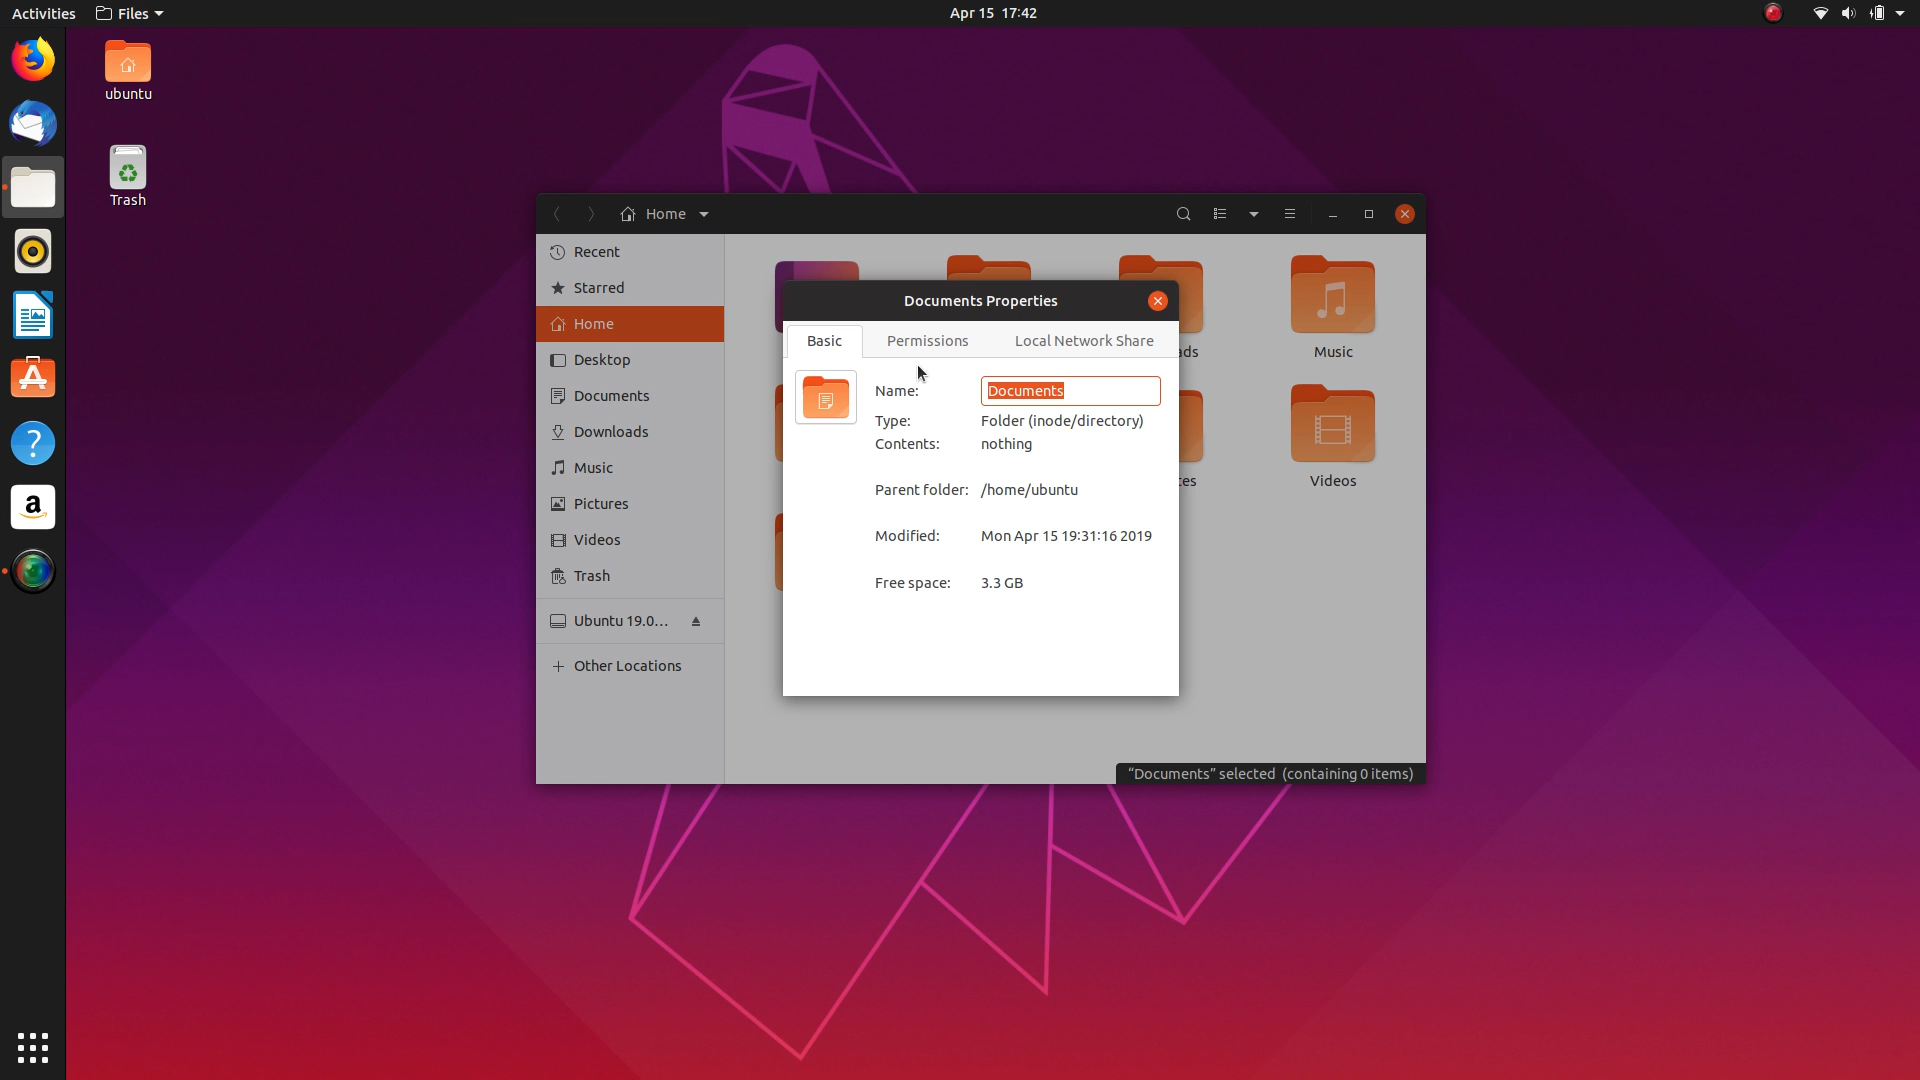 Activities Files Apr 15 17:42
ubuntu
Trash
Home
Recent
Starred
Home
Desktop
Documents
Downloads
Music
Pictures
Videos
Trash
Ubuntu 19.0...
Other Locations
Documents Properties
Basic Permissions Local Network Share
Name: Documents
Type: Folder (inode/directory)
Contents: nothing
Parent folder: /home/ubuntu
Modified: Mon Apr 15 19:31:16 2019
Free space: 3.3 GB
ads Music
ces Videos
“Documents” selected (containing 0 items)